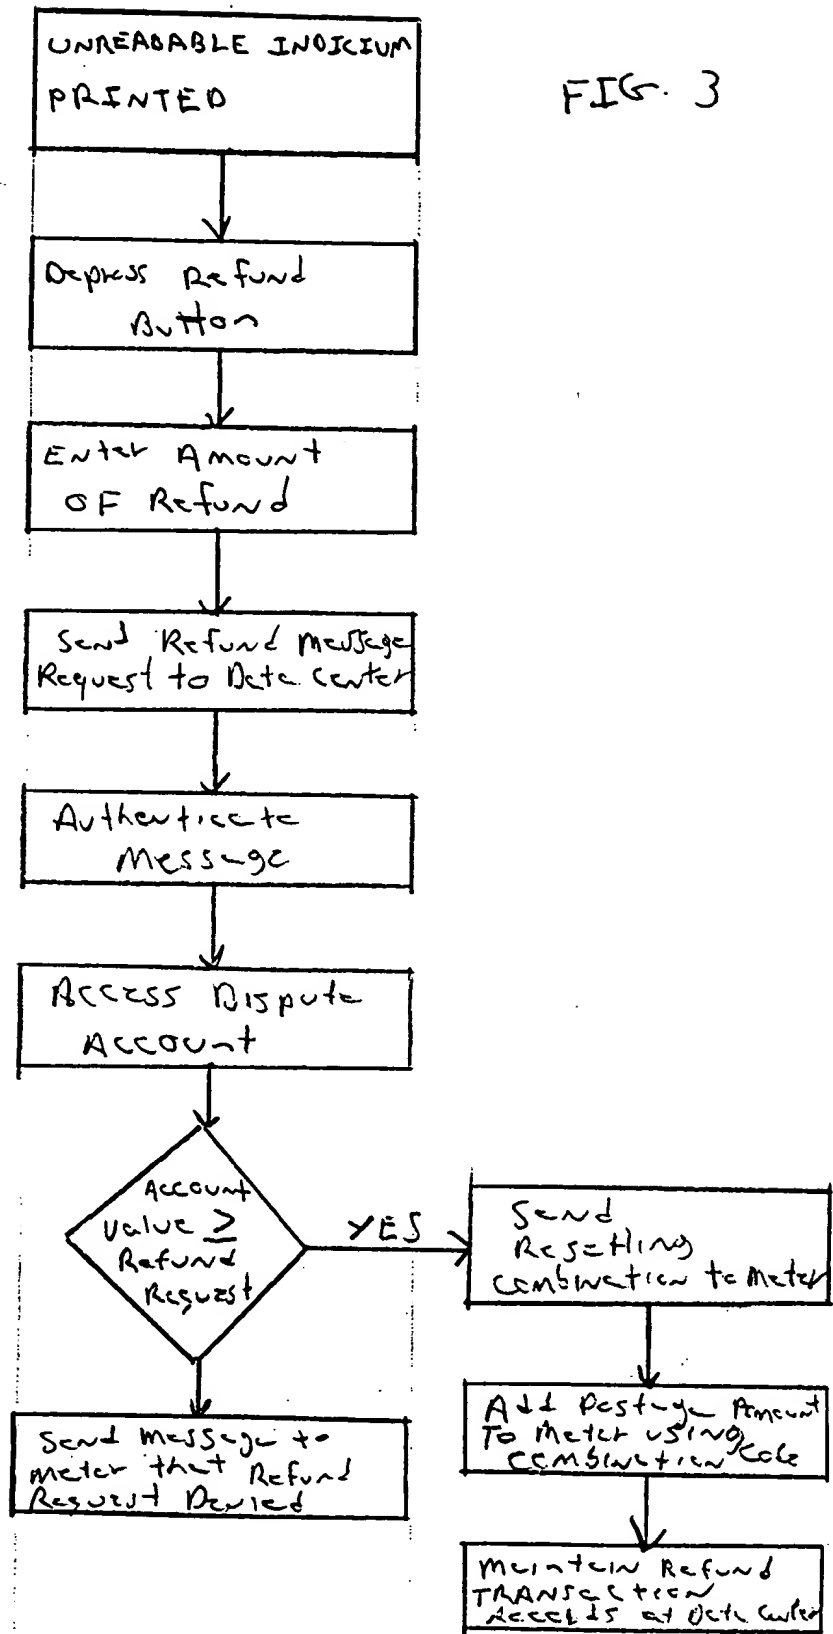 FIG. 3
UNREADABLE INDICIUM
PRINTED
Depress Refund
Button
Enter Amount
OF Refund
Send Refund Message
Request to Data Center
Authenticate
Message
Access Dispute
Account
Account
Value ≥
Refund
Request
YES
Send
Resetting
Combination to Meter
Add Postage Amount
To Meter using
Combination Code
Maintain Refund
TRANSACTION
Records at Data Center
Send Message to
Meter that Refund
Request Denied